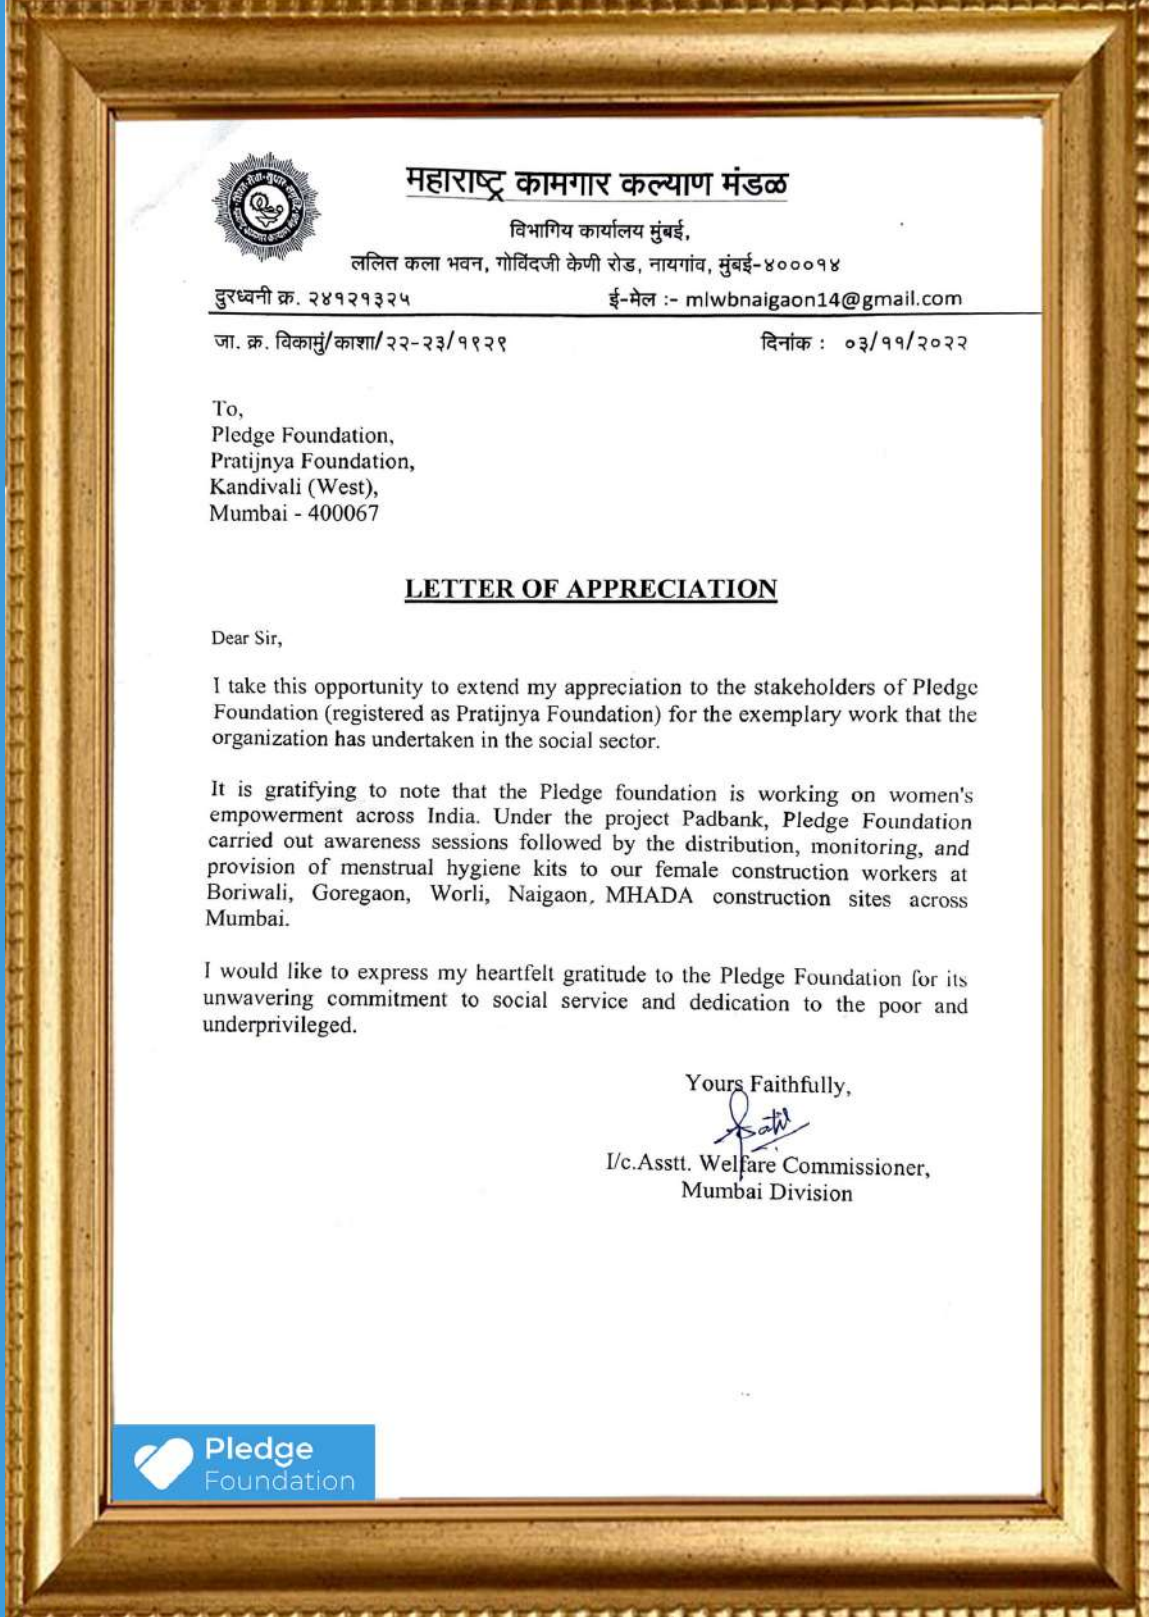 महाराष्ट्र कामगार कल्याण मंडळ
विभागिय कार्यालय मुंबई,
ललित कला भवन, गोविंदजी केणी रोड, नायगांव, मुंबई-४०००१४
दुरध्वनी क्र. २४१२१३२५ ई-मेल :- mlwbnaigaon14@gmail.com
जा. क्र. विकामुं/काशा/२२-२३/१९२९ दिनांक : ०३/११/२०२२
To,
Pledge Foundation,
Pratijnya Foundation,
Kandivali (West),
Mumbai - 400067
LETTER OF APPRECIATION
Dear Sir,
I take this opportunity to extend my appreciation to the stakeholders of Pledge
Foundation (registered as Pratijnya Foundation) for the exemplary work that the
organization has undertaken in the social sector.
It is gratifying to note that the Pledge foundation is working on women's
empowerment across India. Under the project Padbank, Pledge Foundation
carried out awareness sessions followed by the distribution, monitoring, and
provision of menstrual hygiene kits to our female construction workers at
Boriwali, Goregaon, Worli, Naigaon, MHADA construction sites across
Mumbai.
I would like to express my heartfelt gratitude to the Pledge Foundation for its
unwavering commitment to social service and dedication to the poor and
underprivileged.
Yours Faithfully,
I/c.Asstt. Welfare Commissioner,
Mumbai Division
Pledge
Foundation